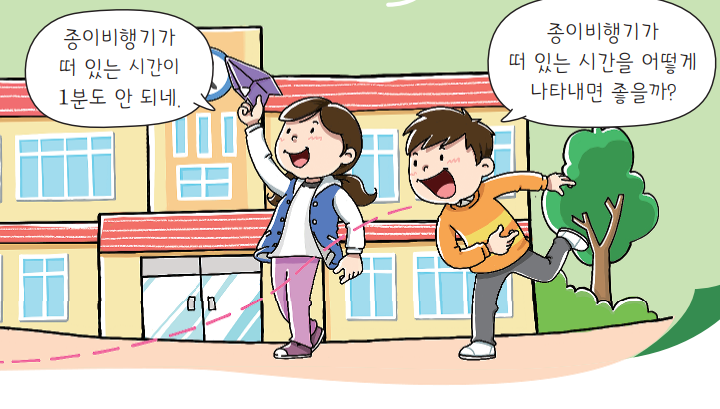 종이비행기가
떠 있는 시간이
1분도 안 되네.
종이비행기가
떠 있는 시간을 어떻게
나타내면 좋을까?